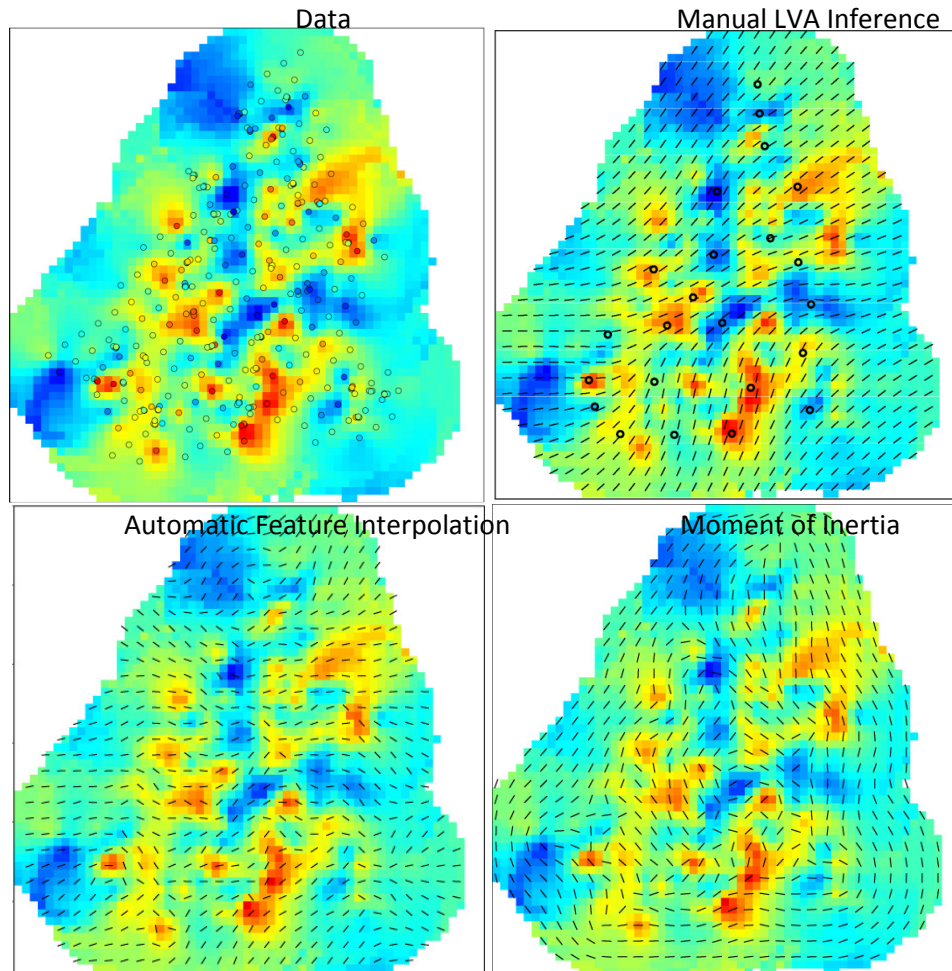 Data
Manual LVA Inference
Automatic Feature Interpolation
Moment of Inertia